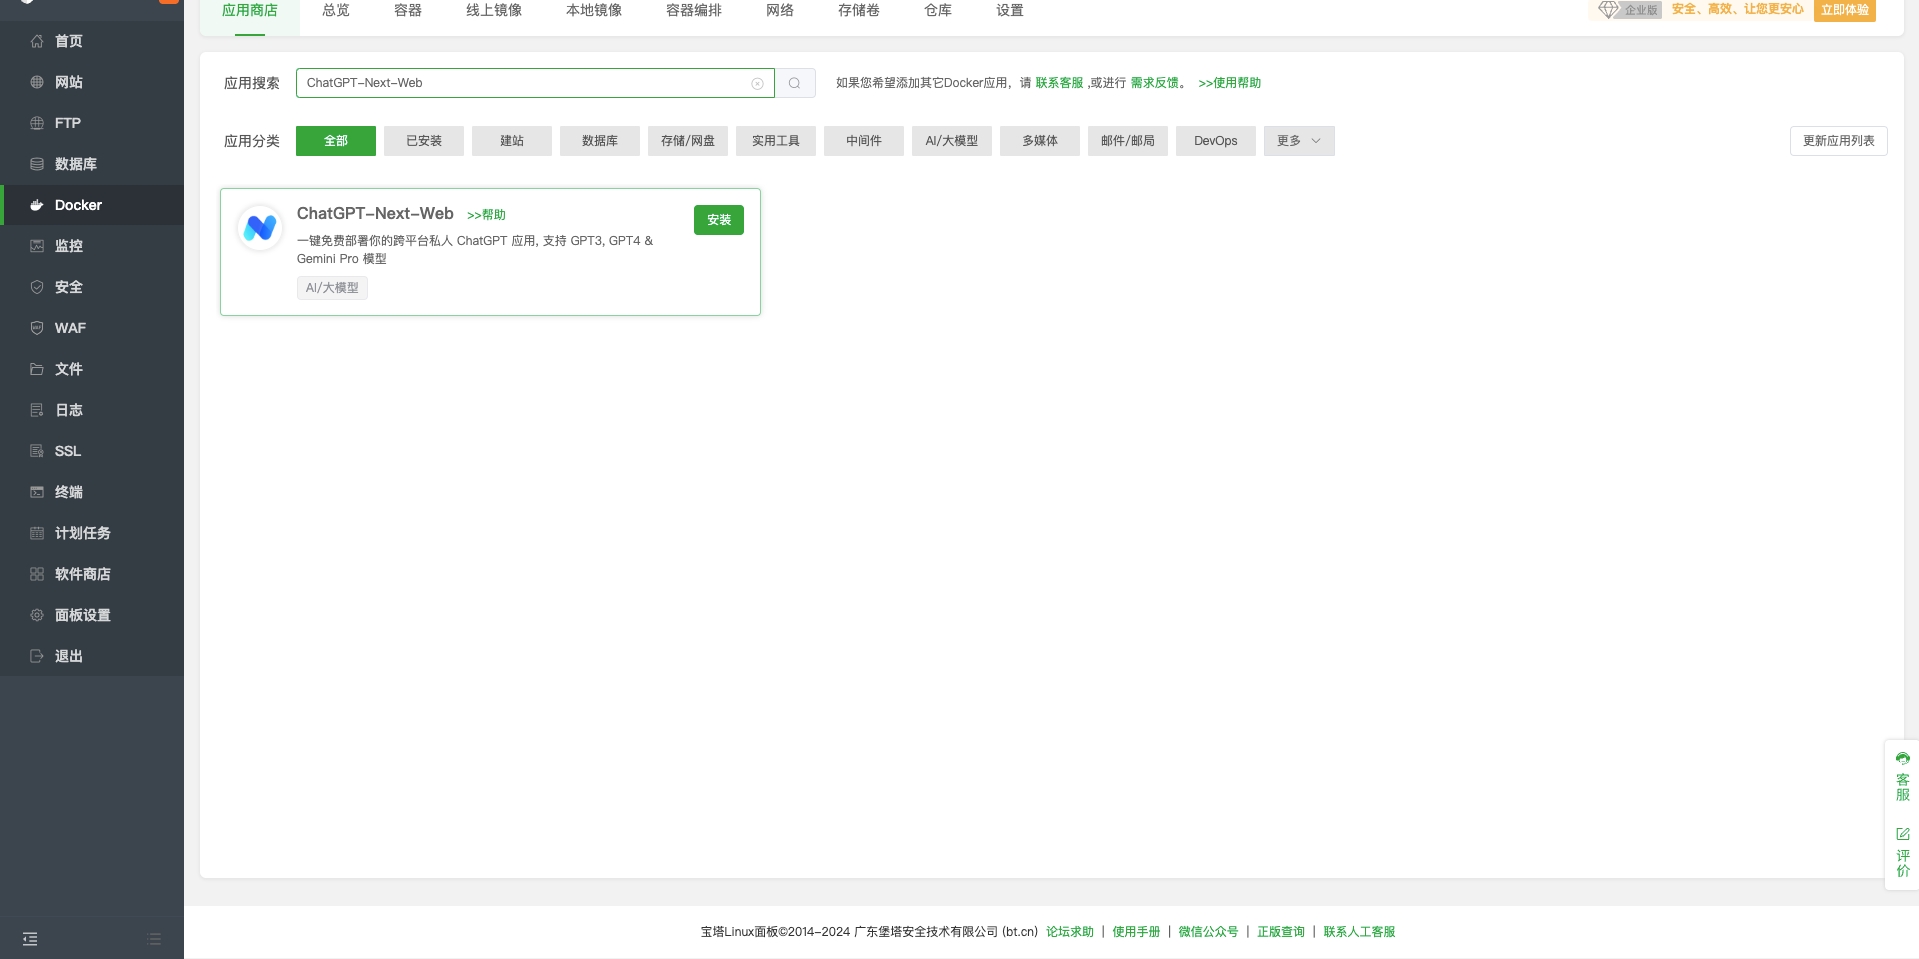 应用商店
总览
容器
线上镜像
本地镜像
容器编排
网络
存储卷
仓库
设置
企业版
安全、高效、让您更安心
立即体验
首页
网站
FTP
数据库
Docker
监控
安全
WAF
文件
日志
SSL
终端
计划任务
软件商店
面板设置
退出
应用搜索
ChatGPT-Next-Web
如果您希望添加其它Docker应用，请 联系客服 ,或进行 需求反馈。 >>使用帮助
应用分类
全部
已安装
建站
数据库
存储/网盘
实用工具
中间件
AI/大模型
多媒体
邮件/邮局
DevOps
更多
更新应用列表
ChatGPT-Next-Web >>帮助
安装
一键免费部署你的跨平台私人 ChatGPT 应用, 支持 GPT3, GPT4 &
Gemini Pro 模型
AI/大模型
客服
评价
宝塔Linux面板©2014-2024 广东堡塔安全技术有限公司 (bt.cn) 论坛求助 | 使用手册 | 微信公众号 | 正版查询 | 联系人工客服